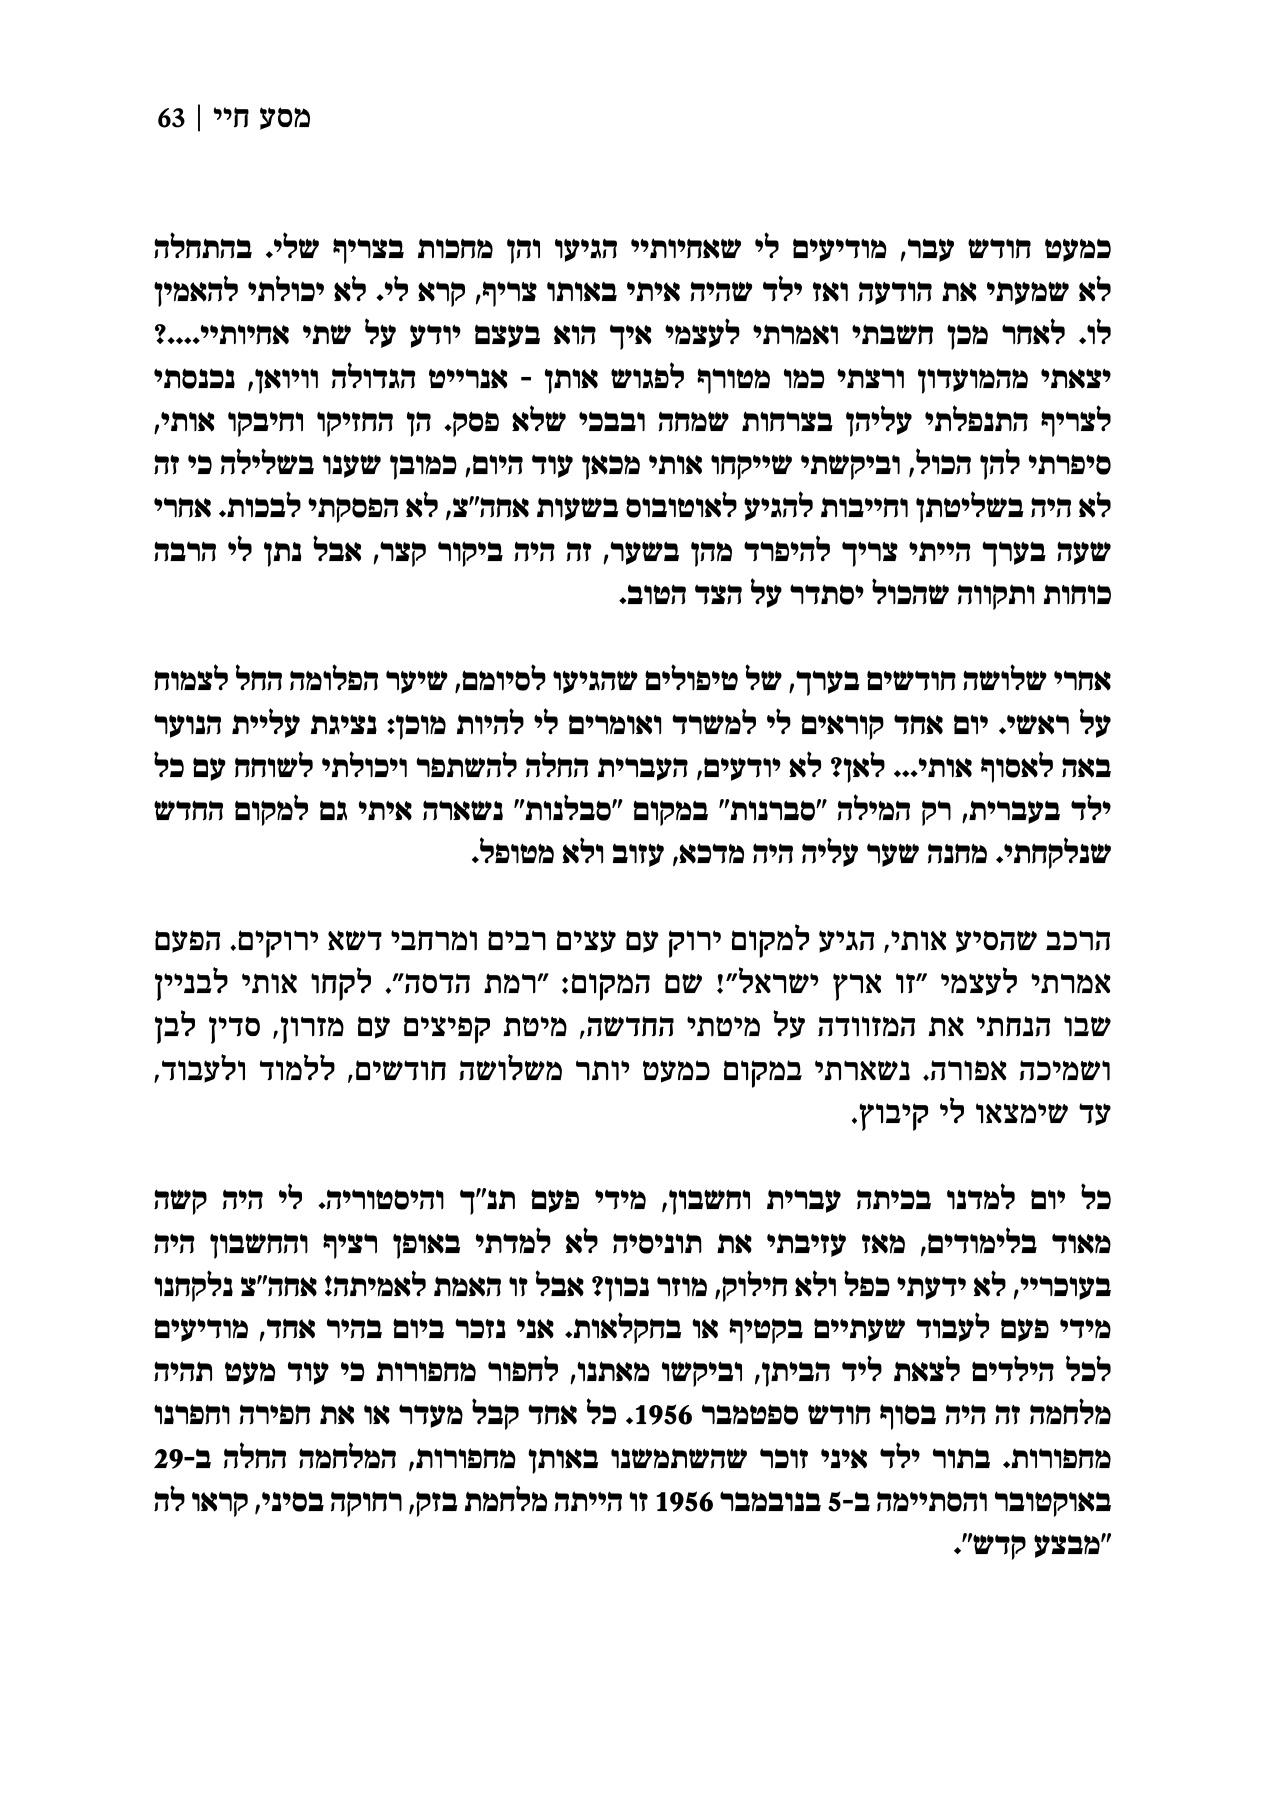 מסע חיי | 63
כמעט חודש עבר, מודיעים לי שאחיותיי הגיעו והן מחכות בצריף שלי. בהתחלה
לא שמעתי את הודעה ואז ילד שהיה איתי באותו צריף, קרא לי. לא יכולתי להאמין
לו. לאחר מכן חשבתי ואמרתי לעצמי איך הוא בעצם יודע על שתי אחיותיי....?
יצאתי מהמועדון ורצתי כמו מטורף לפגוש אותן - אנרייט הגדולה וויואן, נכנסתי
לצריף התנפלתי עליהן בצרחות שמחה ובבכי שלא פסק. הן החזיקו וחיבקו אותי,
סיפרתי להן הכול, וביקשתי שייקחו אותי מכאן עוד היום, כמובן שענו בשלילה כי זה
לא היה בשליטתן וחייבות להגיע לאוטובוס בשעות אחה"צ, לא הפסקתי לבכות. אחרי
שעה בערך הייתי צריך להיפרד מהן בשער, זה היה ביקור קצר, אבל נתן לי הרבה
כוחות ותקווה שהכול יסתדר על הצד הטוב.
אחרי שלושה חודשים בערך, של טיפולים שהגיעו לסיומם, שיער הפלומה החל לצמוח
על ראשי. יום אחד קוראים לי למשרד ואומרים לי להיות מוכן: נציגת עליית הנוער
באה לאסוף אותי... לאן? לא יודעים, העברית החלה להשתפר ויכולתי לשוחח עם כל
ילד בעברית, רק המילה "סברנות" במקום "סבלנות" נשארה איתי גם למקום החדש
שנלקחתי. מחנה שער עליה היה מדכא, עזוב ולא מטופל.
הרכב שהסיע אותי, הגיע למקום ירוק עם עצים רבים ומרחבי דשא ירוקים. הפעם
אמרתי לעצמי "זו ארץ ישראל"! שם המקום: "רמת הדסה". לקחו אותי לבניין
שבו הנחתי את המזוודה על מיטתי החדשה, מיטת קפיצים עם מזרון, סדין לבן
ושמיכה אפורה. נשארתי במקום כמעט יותר משלושה חודשים, ללמוד ולעבוד,
עד שימצאו לי קיבוץ.
כל יום למדנו בכיתה עברית וחשבון, מידי פעם תנ"ך והיסטוריה. לי היה קשה
מאוד בלימודים, מאז עזיבתי את תוניסיה לא למדתי באופן רציף והחשבון היה
בעוכריי, לא ידעתי כפל ולא חילוק, מוזר נכון? אבל זו האמת לאמיתה! אחה"צ נלקחנו
מידי פעם לעבוד שעתיים בקטיף או בחקלאות. אני נזכר ביום בהיר אחד, מודיעים
לכל הילדים לצאת ליד הביתן, וביקשו מאתנו, לחפור מחפורות כי עוד מעט תהיה
מלחמה זה היה בסוף חודש ספטמבר 1956. כל אחד קבל מעדר או את חפירה וחפרנו
מחפורות. בתור ילד איני זוכר שהשתמשנו באותן מחפורות, המלחמה החלה ב-29
באוקטובר והסתיימה ב-5 בנובמבר 1956 זו הייתה מלחמת בזק, רחוקה בסיני, קראו לה
"מבצע קדש".